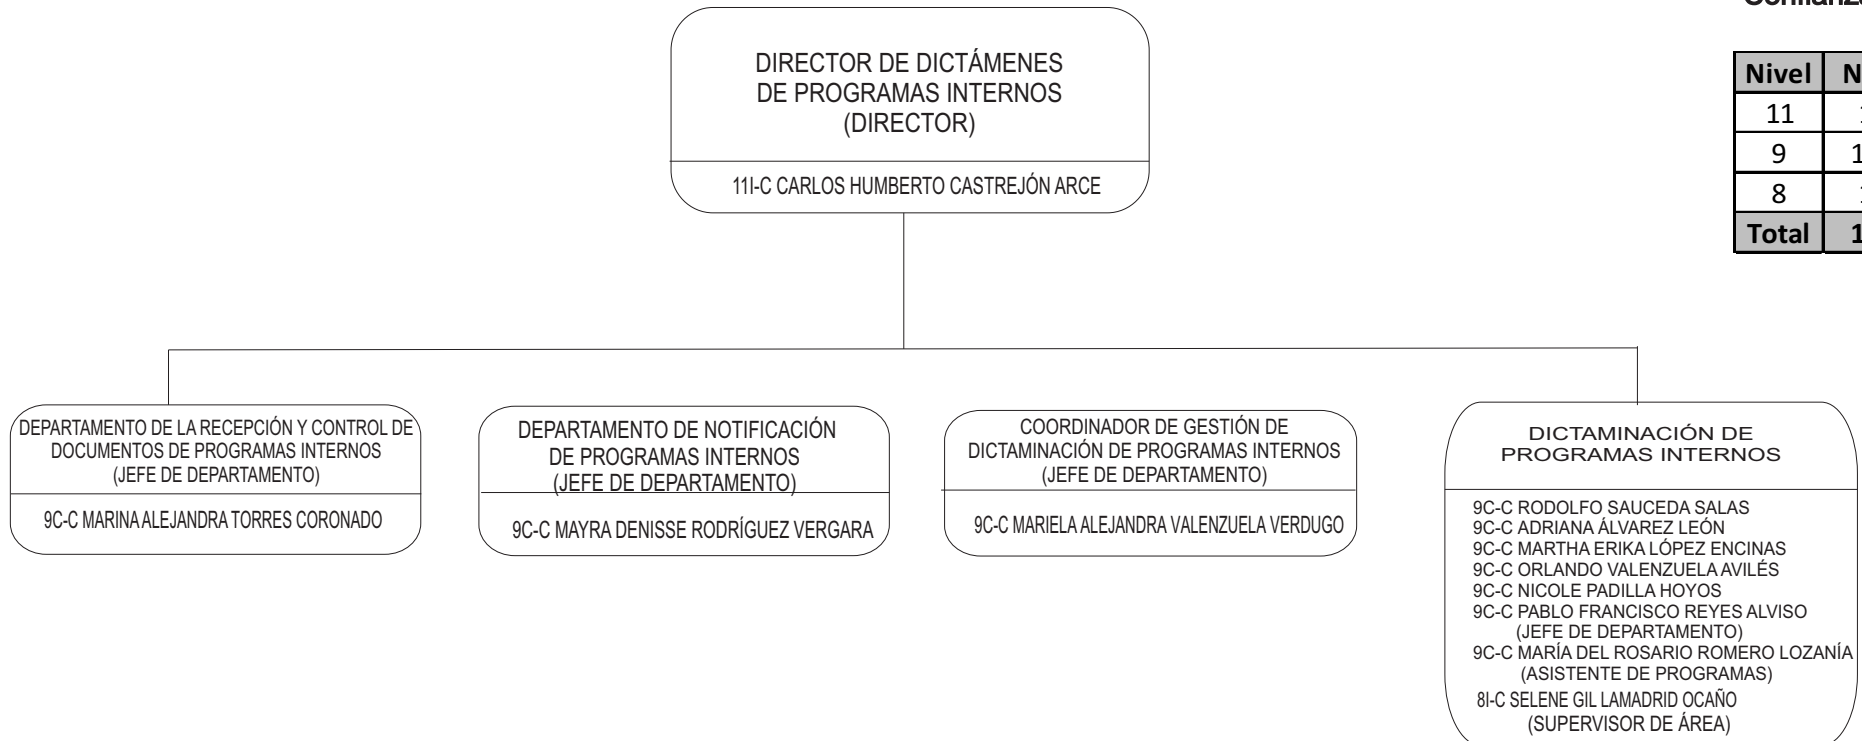 DIRECTOR DE DICTÁMENES
DE PROGRAMAS INTERNOS
(DIRECTOR)
11I-C CARLOS HUMBERTO CASTREJÓN ARCE
Nivel
11
9
8
Total
DEPARTAMENTO DE LA RECEPCIÓN Y CONTROL DE
DOCUMENTOS DE PROGRAMAS INTERNOS
(JEFE DE DEPARTAMENTO)
9C-C MARINA ALEJANDRA TORRES CORONADO
DEPARTAMENTO DE NOTIFICACIÓN
DE PROGRAMAS INTERNOS
(JEFE DE DEPARTAMENTO)
9C-C MAYRA DENISSE RODRÍGUEZ VERGARA
COORDINADOR DE GESTIÓN DE
DICTAMINACIÓN DE PROGRAMAS INTERNOS
(JEFE DE DEPARTAMENTO)
9C-C MARIELA ALEJANDRA VALENZUELA VERDUGO
DICTAMINACIÓN DE
PROGRAMAS INTERNOS
9C-C RODOLFO SAUCEDA SALAS
9C-C ADRIANA ÁLVAREZ LEÓN
9C-C MARTHA ERIKA LÓPEZ ENCINAS
9C-C ORLANDO VALENZUELA AVILÉS
9C-C NICOLE PADILLA HOYOS
9C-C PABLO FRANCISCO REYES ALVISO
(JEFE DE DEPARTAMENTO)
9C-C MARÍA DEL ROSARIO ROMERO LOZANÍA
(ASISTENTE DE PROGRAMAS)
8I-C SELENE GIL LAMADRID OCAÑO
(SUPERVISOR DE ÁREA)